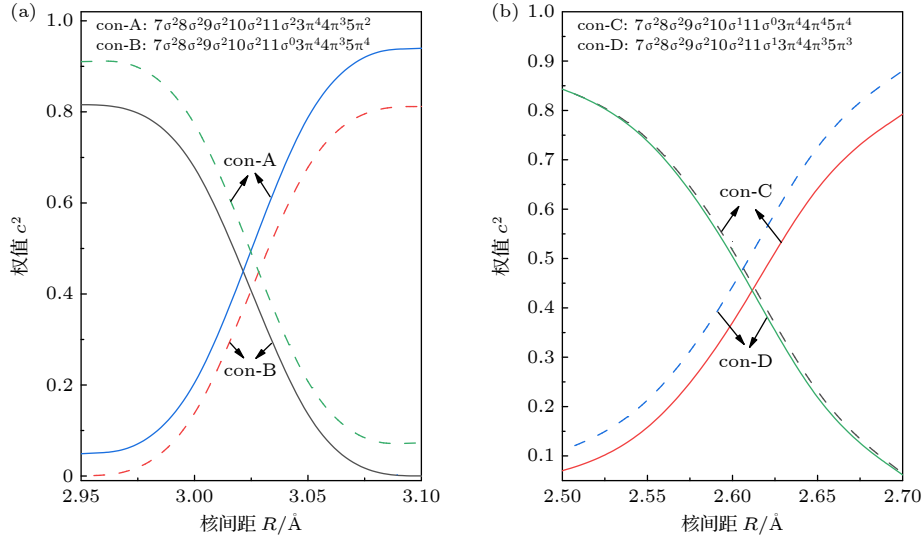 (a)
con-A: 7σ²8σ²9σ²10σ²11σ²3π⁴4π³5π²
con-B: 7σ²8σ²9σ²10σ²11σ⁰3π⁴4π³5π⁴
1.0
0.8
0.6
0.4
0.2
0
权值 c²
con-A
con-B
2.95
3.00
3.05
3.10
核间距 R/Å
(b)
con-C: 7σ²8σ²9σ²10σ¹11σ⁰3π⁴4π⁴5π⁴
con-D: 7σ²8σ²9σ²10σ²11σ¹3π⁴4π³5π³
1.0
0.9
0.8
0.7
0.6
0.5
0.4
0.3
0.2
0.1
权值 c²
con-C
con-D
2.50
2.55
2.60
2.65
2.70
核间距 R/Å